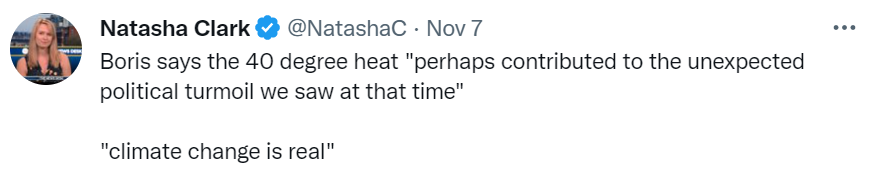 Natasha Clark @NatashaC · Nov 7
Boris says the 40 degree heat "perhaps contributed to the unexpected
political turmoil we saw at that time"
"climate change is real"